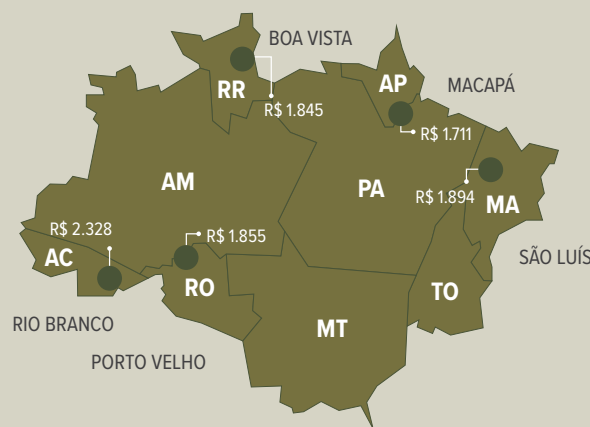 BOA VISTA
RR
AP
MACAPÁ
R$ 1.845
R$ 1.711
AM
PA
R$ 1.894
MA
R$ 2.328
R$ 1.855
AC
SÃO LUÍS
RO
TO
RIO BRANCO
MT
PORTO VELHO